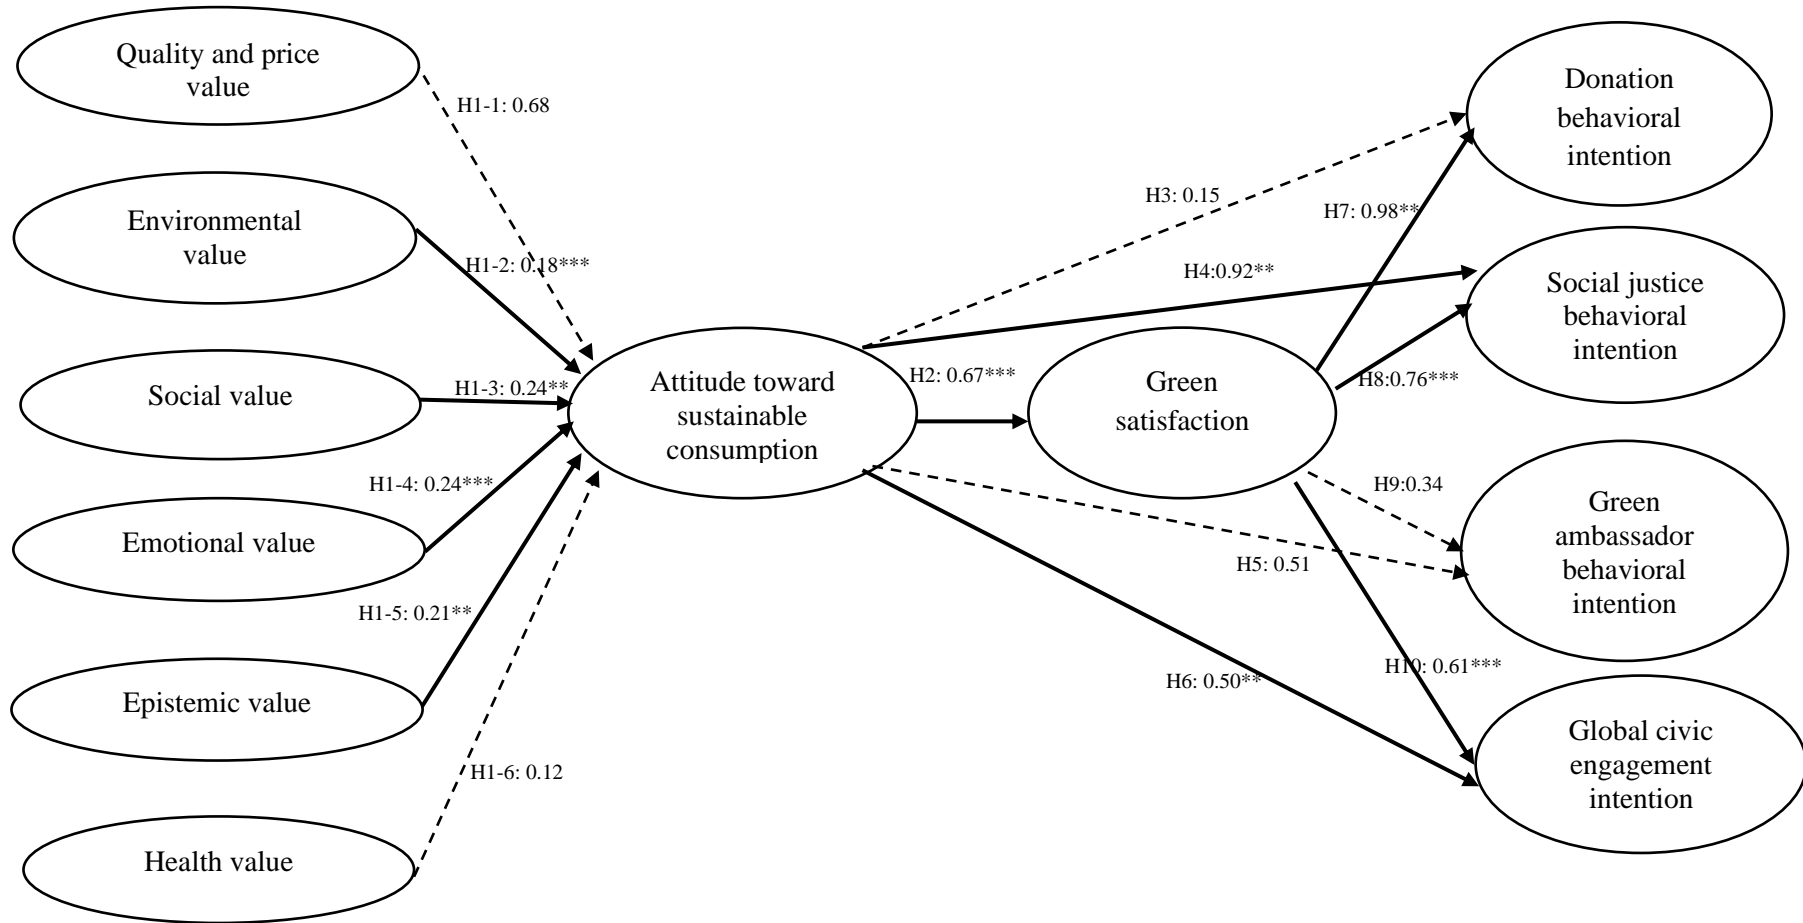 Quality and price
value
H1-1: 0.68
Environmental
value
H1-2: 0.18***
Social value
H1-3: 0.24**
Emotional value
H1-4: 0.24***
Epistemic value
H1-5: 0.21**
Health value
H1-6: 0.12
Attitude toward
sustainable
consumption
H2: 0.67***
Green
satisfaction
H3: 0.15
H4:0.92**
H5: 0.51
H6: 0.50**
H7: 0.98**
H8:0.76***
H9:0.34
H10: 0.61***
Donation
behavioral
intention
Social justice
behavioral
intention
Green
ambassador
behavioral
intention
Global civic
engagement
intention